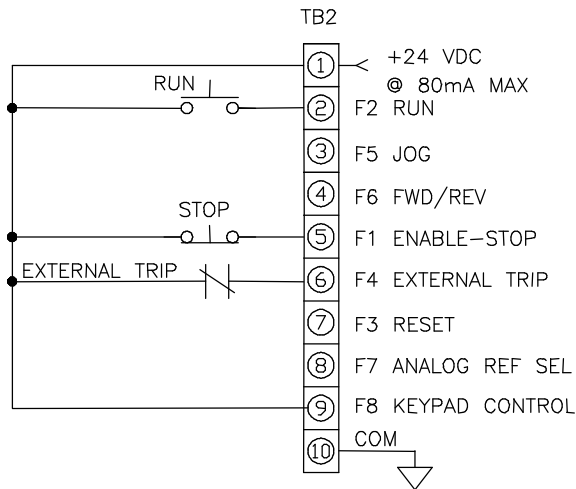 TB2
1 +24 VDC
@ 80mA MAX
RUN
2 F2 RUN
3 F5 JOG
4 F6 FWD/REV
STOP
5 F1 ENABLE-STOP
EXTERNAL TRIP
6 F4 EXTERNAL TRIP
7 F3 RESET
8 F7 ANALOG REF SEL
9 F8 KEYPAD CONTROL
10 COM